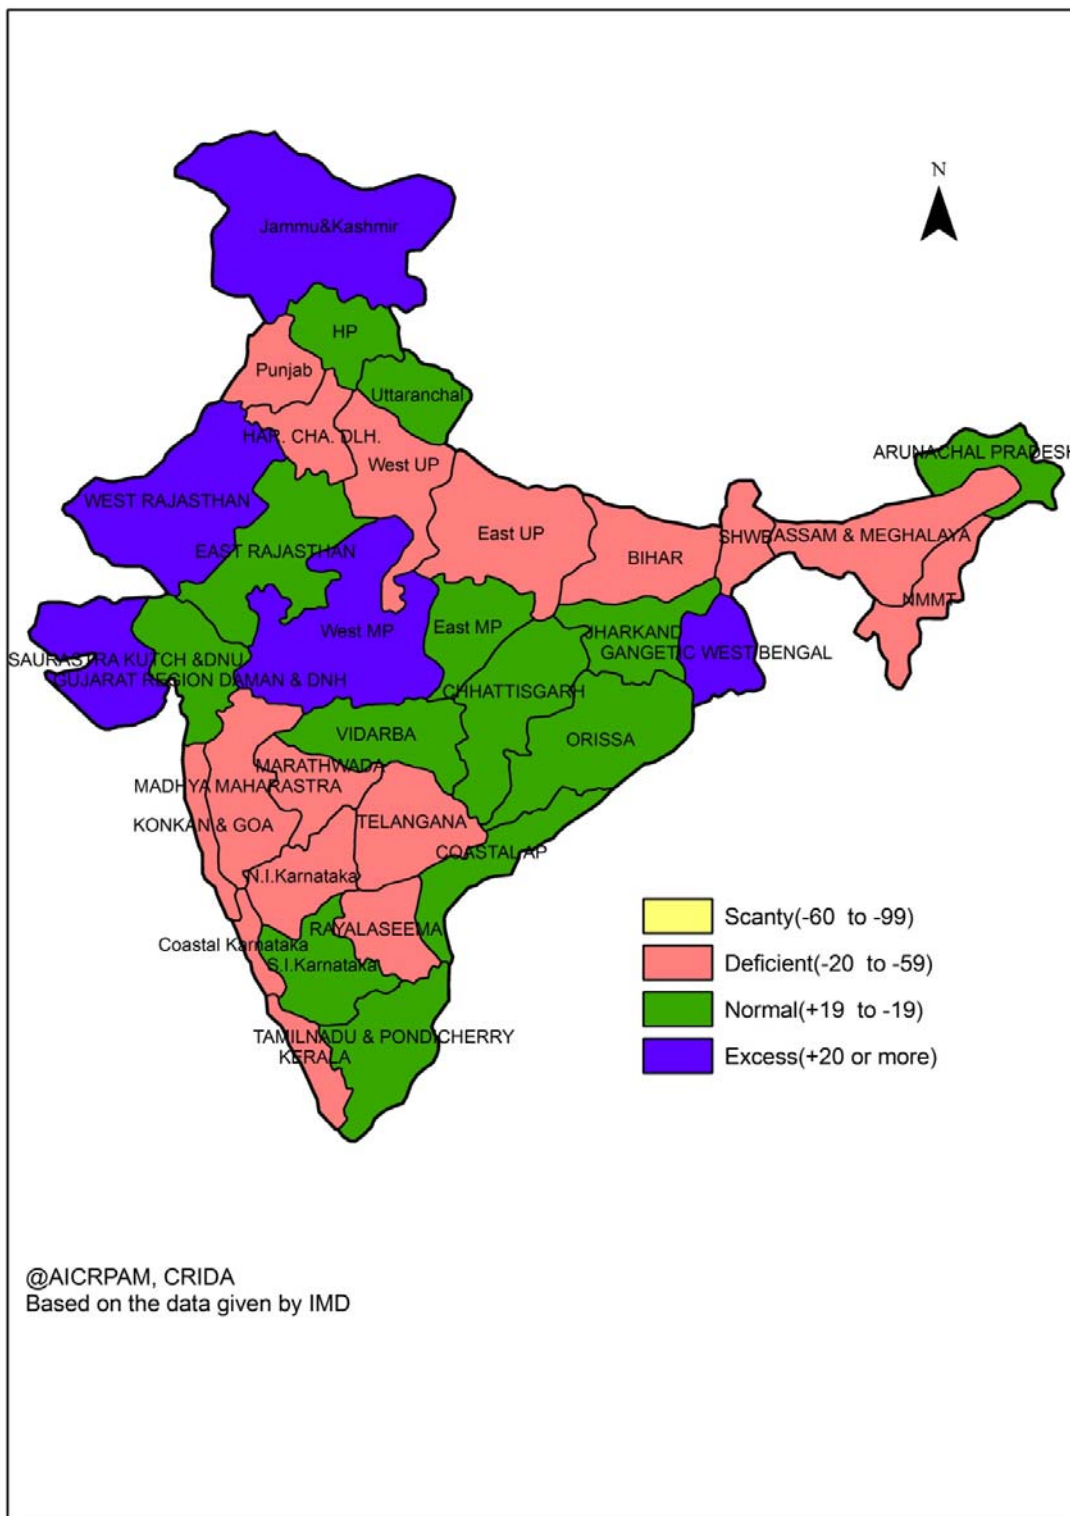 N
Jammu&Kashmir
HP
Punjab
Uttaranchal
HAR. CHA. DLH.
West UP
ARUNACHAL PRADESH
WEST RAJASTHAN
East UP
SHWB
ASSAM & MEGHALAYA
EAST RAJASTHAN
BIHAR
NMMT
West MP
East MP
JHARKAND
GANGETIC WEST BENGAL
SAURASTRA KUTCH &DNU
GUJARAT REGION DAMAN & DNH
CHHATTISGARH
VIDARBA
ORISSA
MARATHWADA
MADHYA MAHARASTRA
KONKAN & GOA
TELANGANA
COASTAL AP
N.I.Karnataka
Scanty(-60 to -99)
RAYALASEEMA
Coastal Karnataka
S.I.Karnataka
Deficient(-20 to -59)
Normal(+19 to -19)
TAMILNADU & PONDICHERRY
KERALA
Excess(+20 or more)
@AICRPAM, CRIDA
Based on the data given by IMD